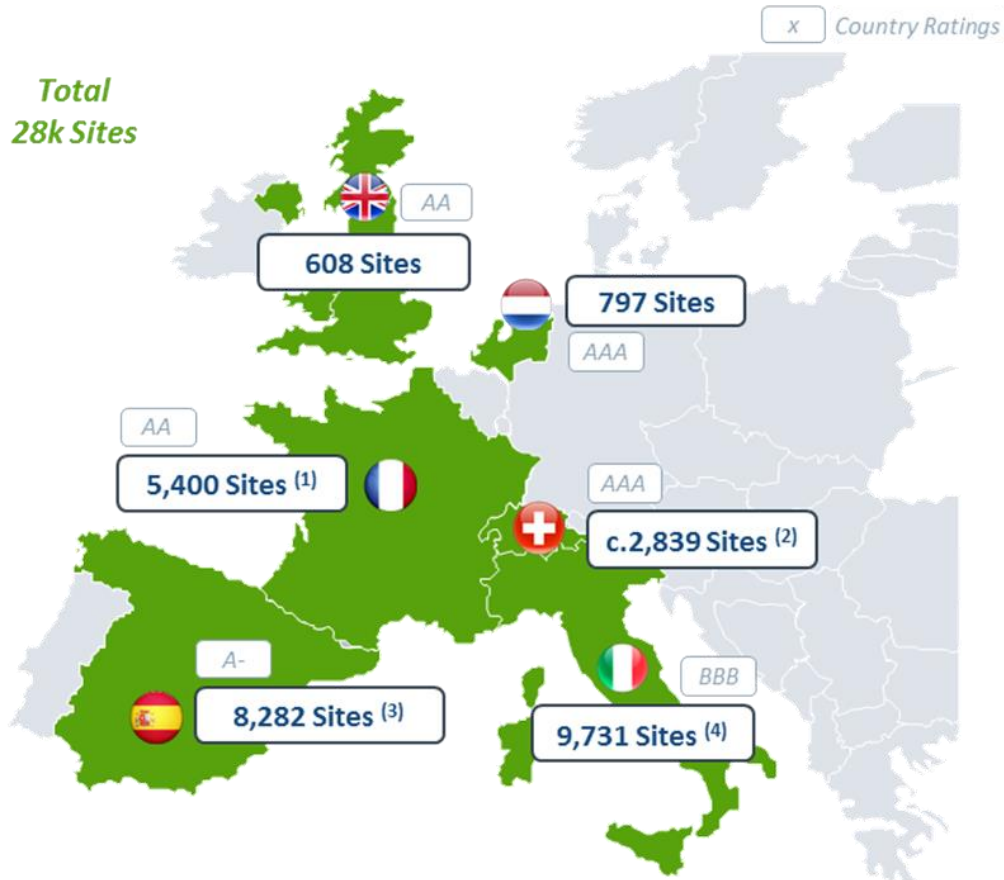 x Country Ratings
Total
28k Sites
AA
608 Sites
797 Sites
AAA
AA
5,400 Sites (1)
AAA
c.2,839 Sites (2)
A-
8,282 Sites (3)
BBB
9,731 Sites (4)